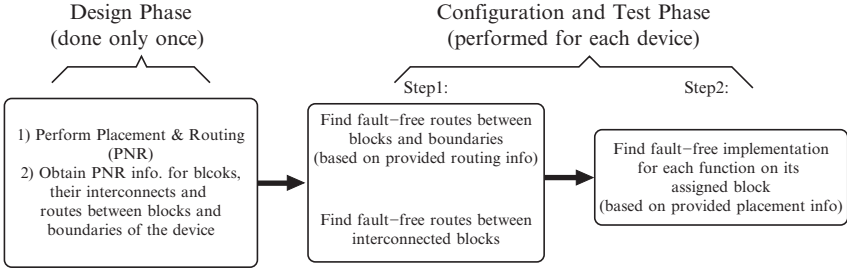 Design Phase
(done only once)
Configuration and Test Phase
(performed for each device)
Step1:
Step2:
1) Perform Placement & Routing
(PNR)
2) Obtain PNR info. for blcoks,
their interconnects and
routes between blocks and
boundaries of the device
Find fault−free routes between
blocks and boundaries
(based on provided routing info)
Find fault−free routes between
interconnected blocks
Find fault−free implementation
for each function on its
assigned block
(based on provided placement info)